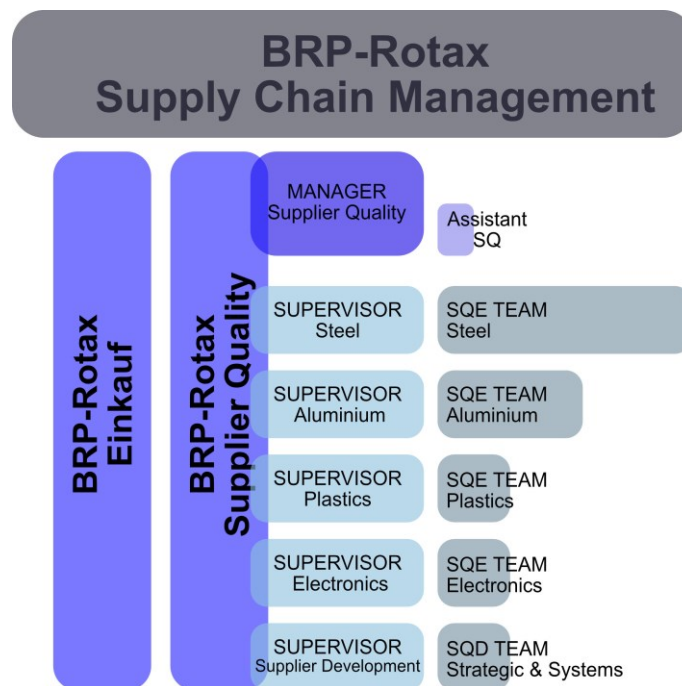 BRP-Rotax
Supply Chain Management
BRP-Rotax
Einkauf
BRP-Rotax
Supplier Quality
MANAGER
Supplier Quality
Assistant
SQ
SUPERVISOR
Steel
SQE TEAM
Steel
SUPERVISOR
Aluminium
SQE TEAM
Aluminium
SUPERVISOR
Plastics
SQE TEAM
Plastics
SUPERVISOR
Electronics
SQE TEAM
Electronics
SUPERVISOR
Supplier Development
SQD TEAM
Strategic & Systems